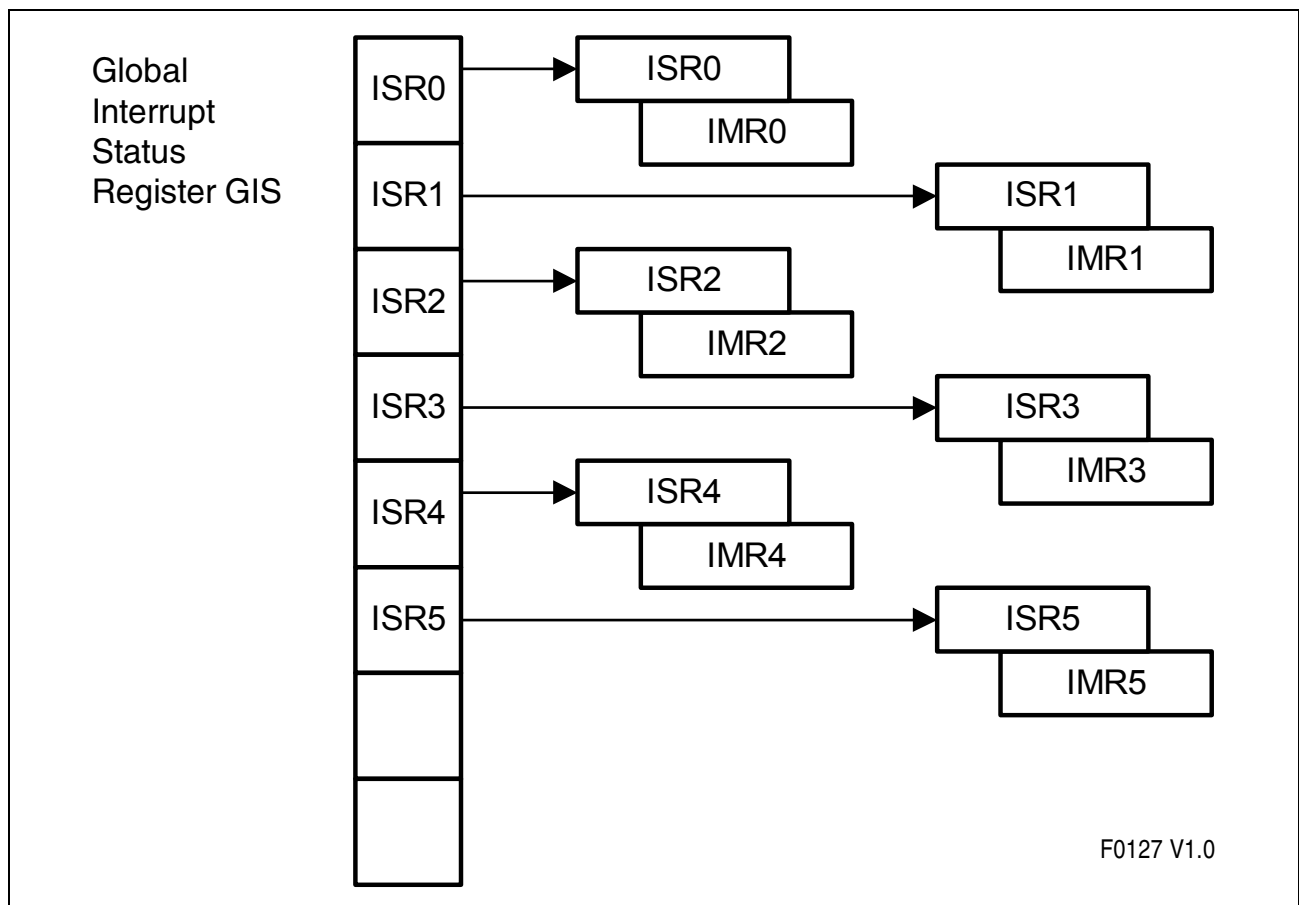 Global
Interrupt
Status
Register GIS
ISR0
ISR1
ISR2
ISR3
ISR4
ISR5
ISR0
IMR0
ISR1
IMR1
ISR2
IMR2
ISR3
IMR3
ISR4
IMR4
ISR5
IMR5
F0127 V1.0